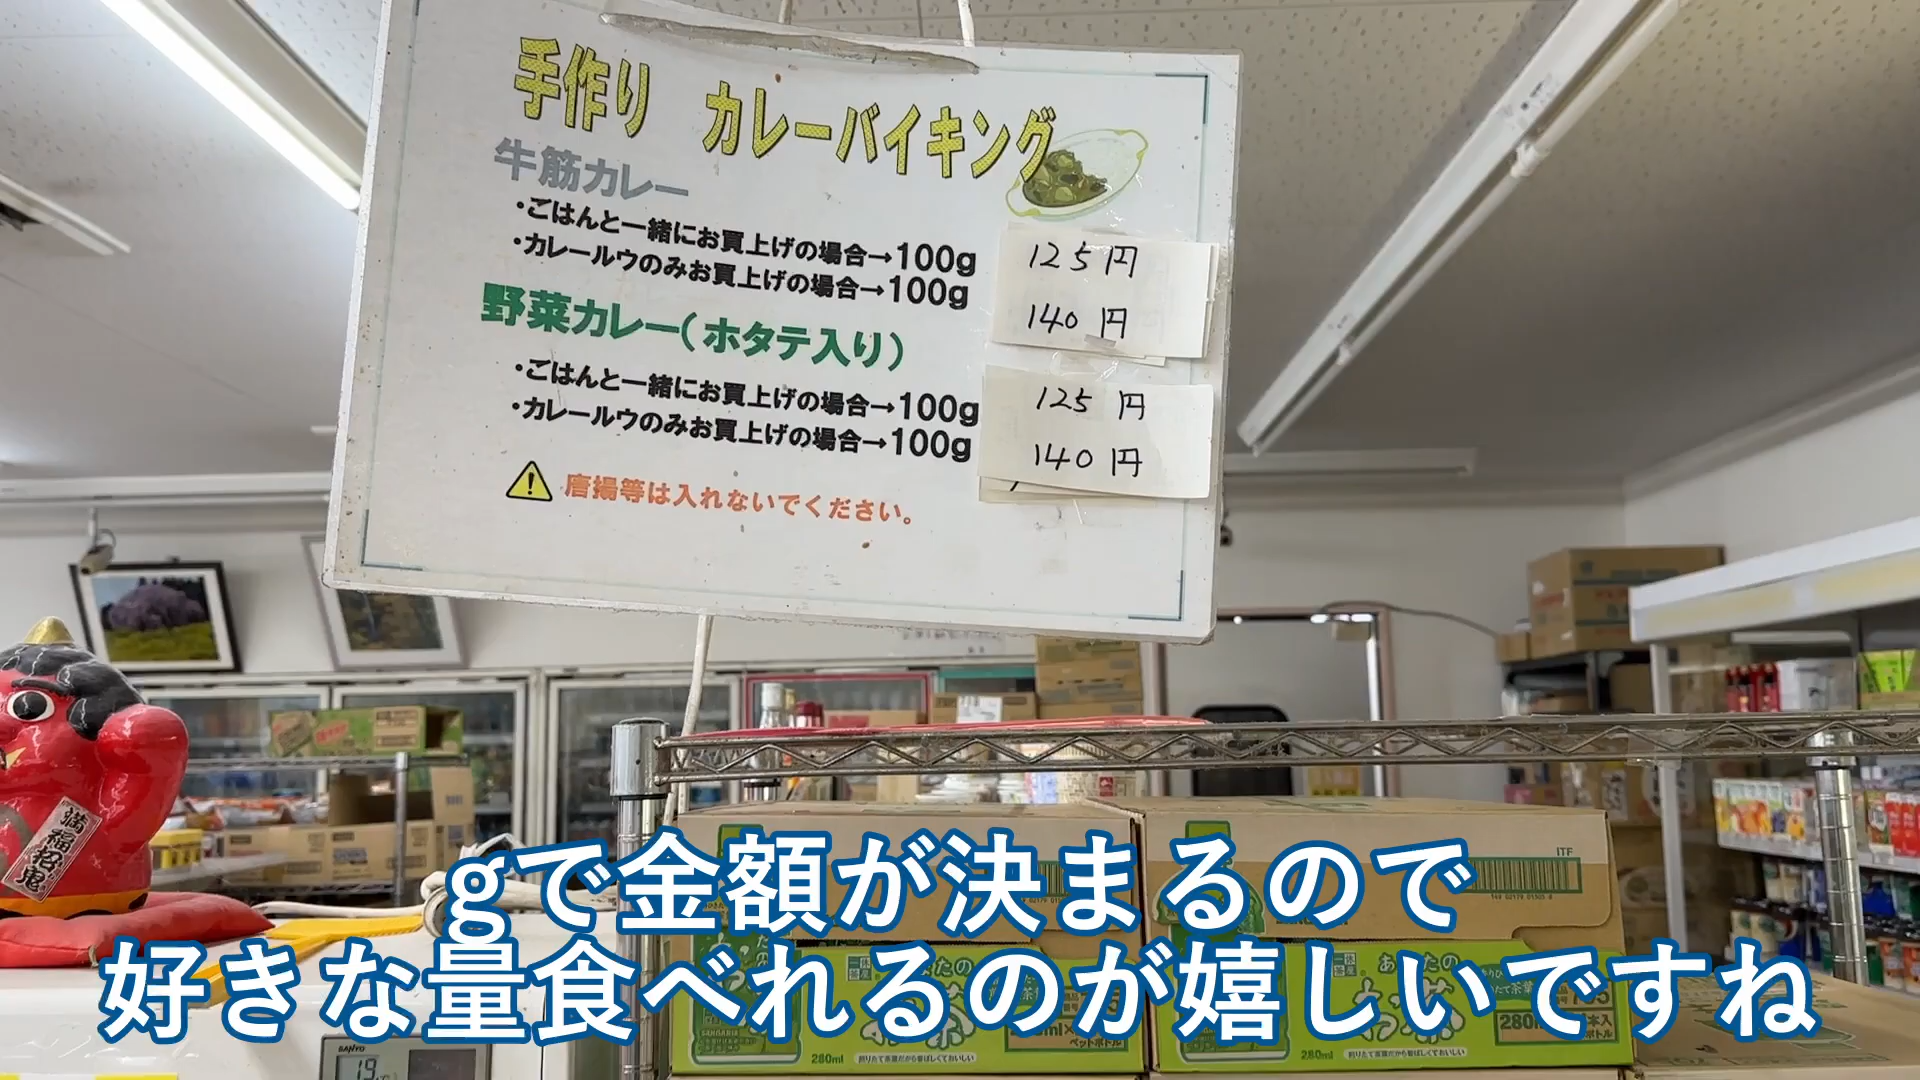 手作り カレーバイキング
牛筋カレー
・ごはんと一緒にお買上げの場合→100g 125円
・カレールウのみお買上げの場合→100g 140円
野菜カレー(ホタテ入り)
・ごはんと一緒にお買上げの場合→100g 125円
・カレールウのみお買上げの場合→100g 140円
唐揚等は入れないでください。
満福招鬼
ITF
gで金額が決まるので
好きな量食べれるのが嬉しいですね
SANYO
19
280ml
280ml